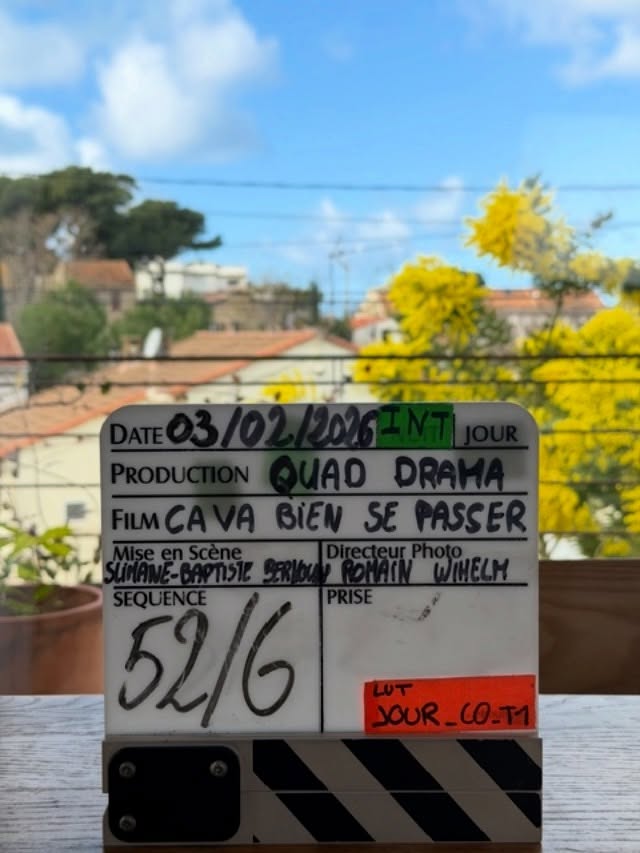 DATE 03/02/2026 INT JOUR
PRODUCTION QUAD DRAMA
FILM CA VA BIEN SE PASSER
Mise en Scène
SLIMANE-BAPTISTE BERHOUN
Directeur Photo
ROMAIN WIHELM
SEQUENCE
52/6
PRISE
LUT
JOUR_CO_T1